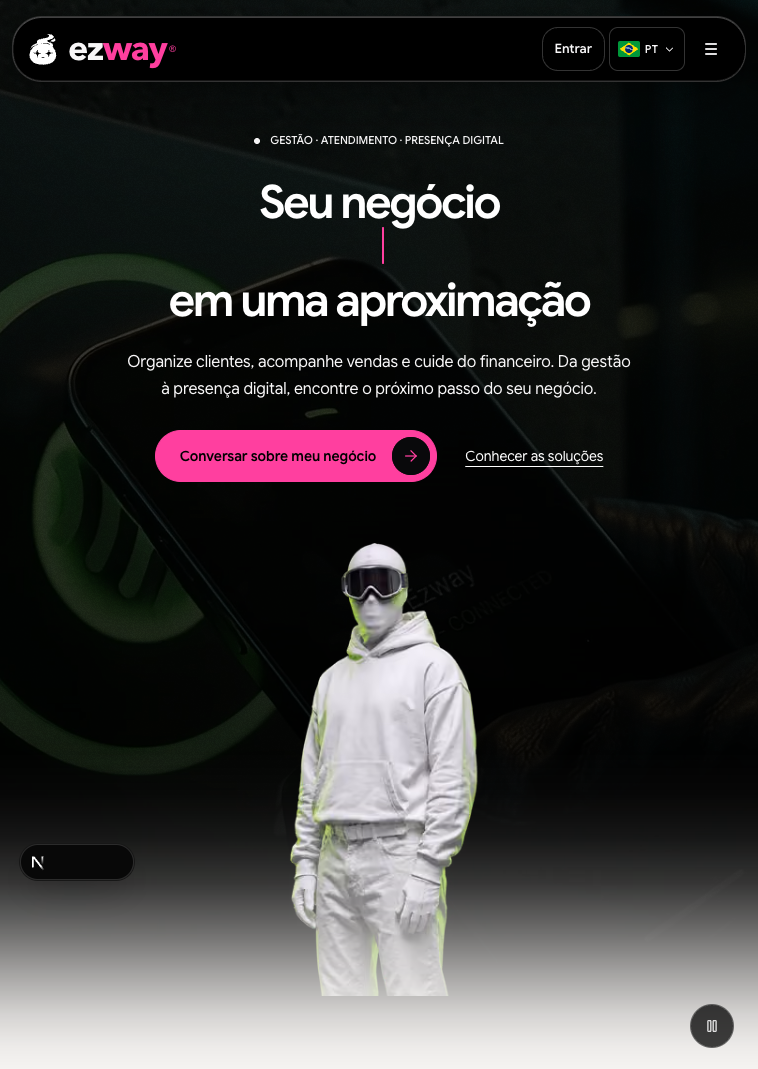 ezway®
Entrar
PT
GESTÃO · ATENDIMENTO · PRESENÇA DIGITAL
Seu negócio
em uma aproximação
Organize clientes, acompanhe vendas e cuide do financeiro. Da gestão
à presença digital, encontre o próximo passo do seu negócio.
Conversar sobre meu negócio
Conhecer as soluções
ezway
CONNECTED
N